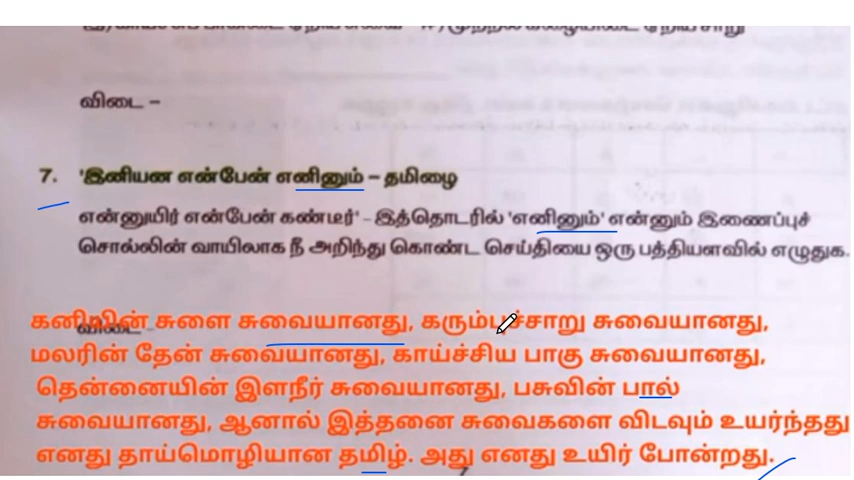 விடை –
7. 'இனியன என்பேன் எனினும் – தமிழை
என்னுயிர் என்பேன் கண்டீர்' - இத்தொடரில் 'எனினும்' என்னும் இணைப்புச்
சொல்லின் வாயிலாக நீ அறிந்து கொண்ட செய்தியை ஒரு பத்தியளவில் எழுதுக.
விடை –
கனியின் சுளை சுவையானது, கரும்புச்சாறு சுவையானது,
மலரின் தேன் சுவையானது, காய்ச்சிய பாகு சுவையானது,
தென்னையின் இளநீர் சுவையானது, பசுவின் பால்
சுவையானது, ஆனால் இத்தனை சுவைகளை விடவும் உயர்ந்தது
எனது தாய்மொழியான தமிழ். அது எனது உயிர் போன்றது.